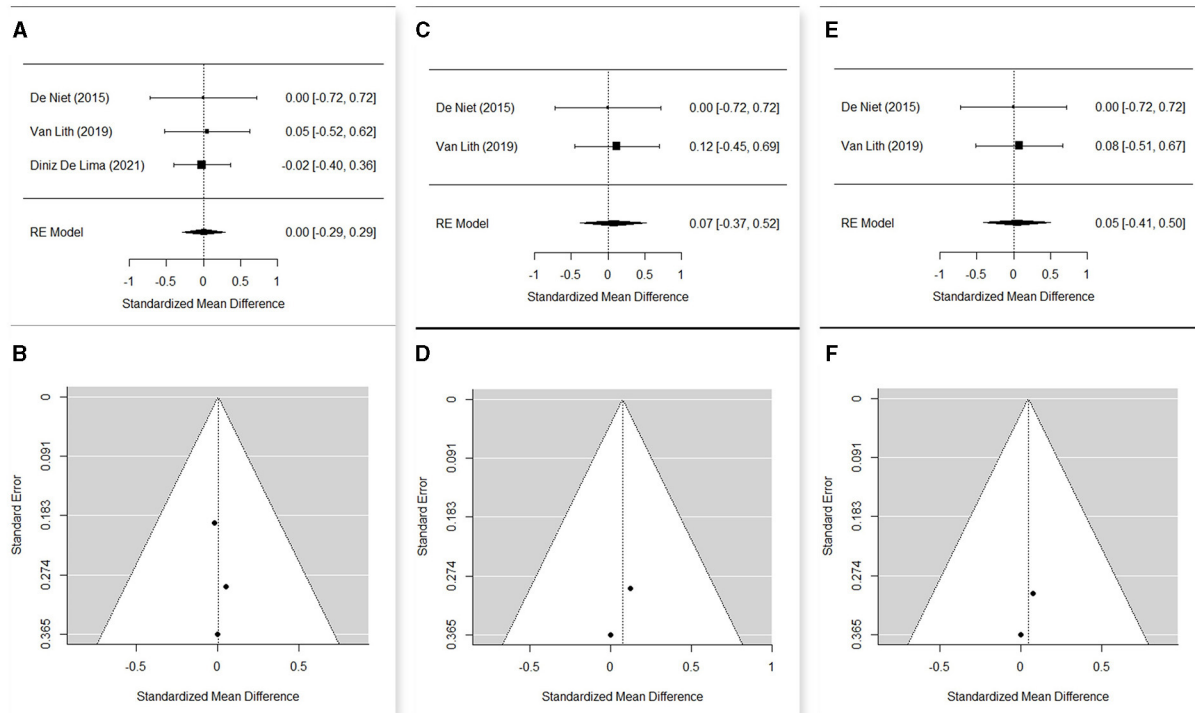 A
De Niet (2015) 0.00 [-0.72, 0.72]
Van Lith (2019) 0.05 [-0.52, 0.62]
Diniz De Lima (2021) -0.02 [-0.40, 0.36]
RE Model 0.00 [-0.29, 0.29]
-1 -0.5 0 0.5 1
Standardized Mean Difference
B
0
0.091
0.183
0.274
0.365
Standard Error
-0.5 0 0.5
Standardized Mean Difference
C
De Niet (2015) 0.00 [-0.72, 0.72]
Van Lith (2019) 0.12 [-0.45, 0.69]
RE Model 0.07 [-0.37, 0.52]
-1 -0.5 0 0.5 1
Standardized Mean Difference
D
0
0.091
0.183
0.274
0.365
Standard Error
-0.5 0 0.5 1
Standardized Mean Difference
E
De Niet (2015) 0.00 [-0.72, 0.72]
Van Lith (2019) 0.08 [-0.51, 0.67]
RE Model 0.05 [-0.41, 0.50]
-1 -0.5 0 0.5 1
Standardized Mean Difference
F
0
0.091
0.183
0.274
0.365
Standard Error
-0.5 0 0.5
Standardized Mean Difference